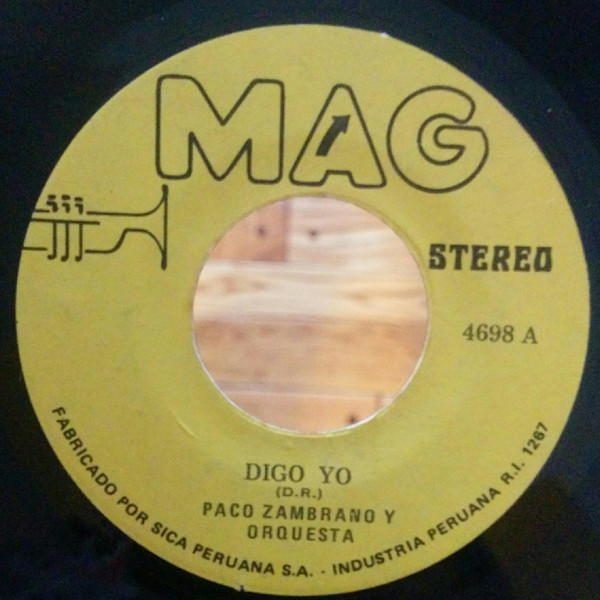 MAG
STEREO
4698 A
DIGO YO
(D.R.)
PACO ZAMBRANO Y
ORQUESTA
FABRICADO POR SICA PERUANA S.A. - INDUSTRIA PERUANA R.I. 1267